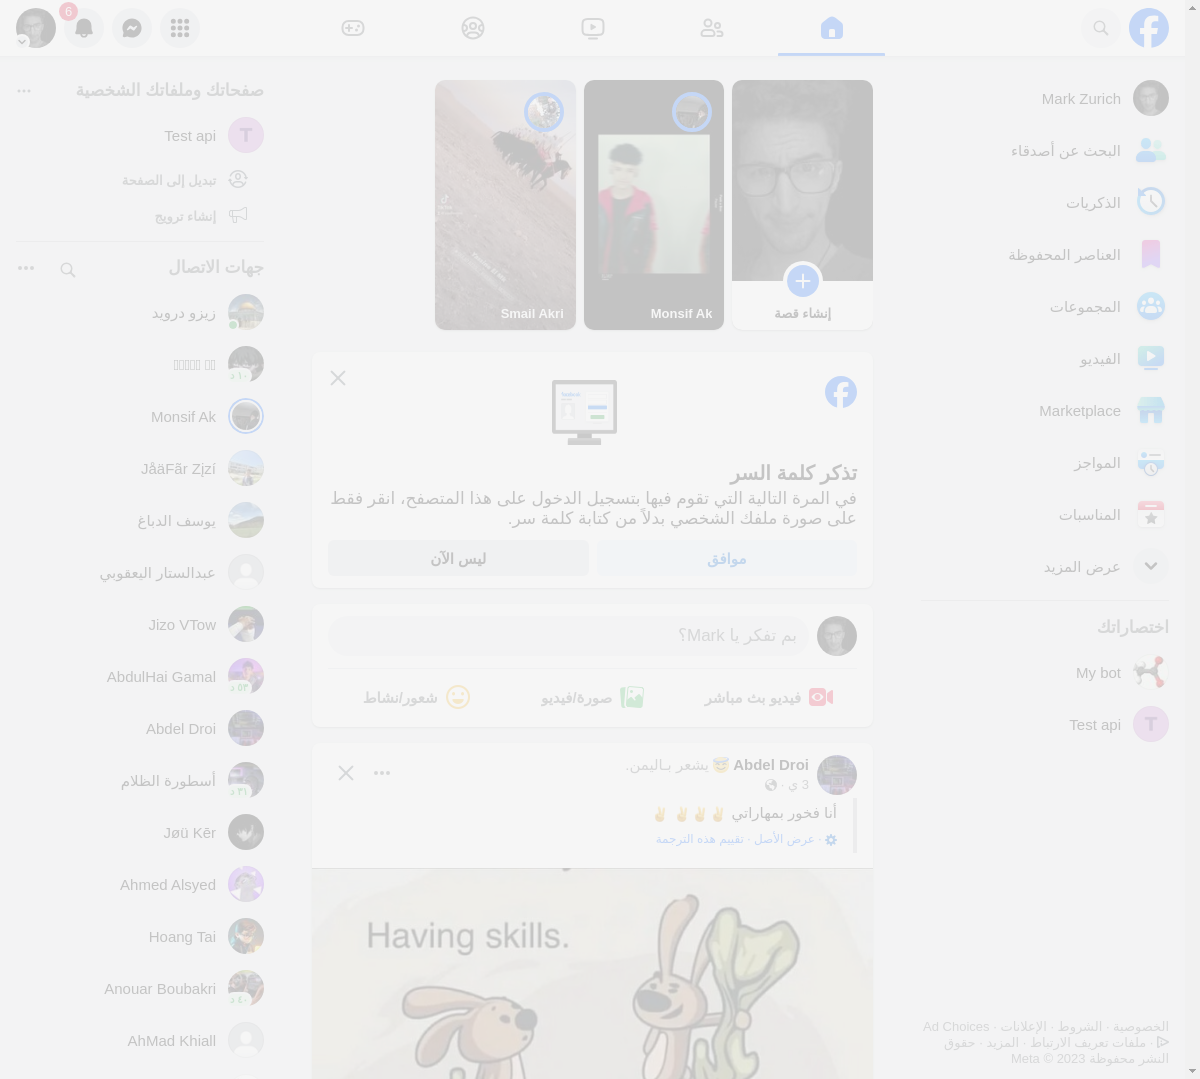 6
Mark Zurich
البحث عن أصدقاء
الذكريات
العناصر المحفوظة
المجموعات
الفيديو
Marketplace
المواجز
المناسبات
عرض المزيد
اختصاراتك
My bot
T
Test api
الخصوصية · الشروط · الإعلانات · Ad Choices
· ملفات تعريف الارتباط · المزيد · حقوق
النشر محفوظة Meta © 2023
إنشاء قصة
Monsif Ak
Smail Akri
تذكر كلمة السر
في المرة التالية التي تقوم فيها بتسجيل الدخول على هذا المتصفح، انقر فقط
على صورة ملفك الشخصي بدلاً من كتابة كلمة سر.
موافق
ليس الآن
بم تفكر يا Mark؟
فيديو بث مباشر
صورة/فيديو
شعور/نشاط
Abdel Droi 🤓 يشعر بـاليمن.
3 ي ·
أنا فخور بمهاراتي ✌️✌️✌️ ✌️
· عرض الأصل · تقييم هذه الترجمة
Having skills.
صفحاتك وملفاتك الشخصية
T
Test api
تبديل إلى الصفحة
إنشاء ترويج
جهات الاتصال
زيزو درويد
١٠ د
Monsif Ak
JåäFãr Zįzí
يوسف الدباغ
عبدالستار اليعقوبي
Jizo VTow
AbdulHai Gamal
٥٣ د
Abdel Droi
أسطورة الظلام
٣١ د
Jøü Kēr
Ahmed Alsyed
Hoang Tai
Anouar Boubakri
٤٠ د
AhMad Khiall